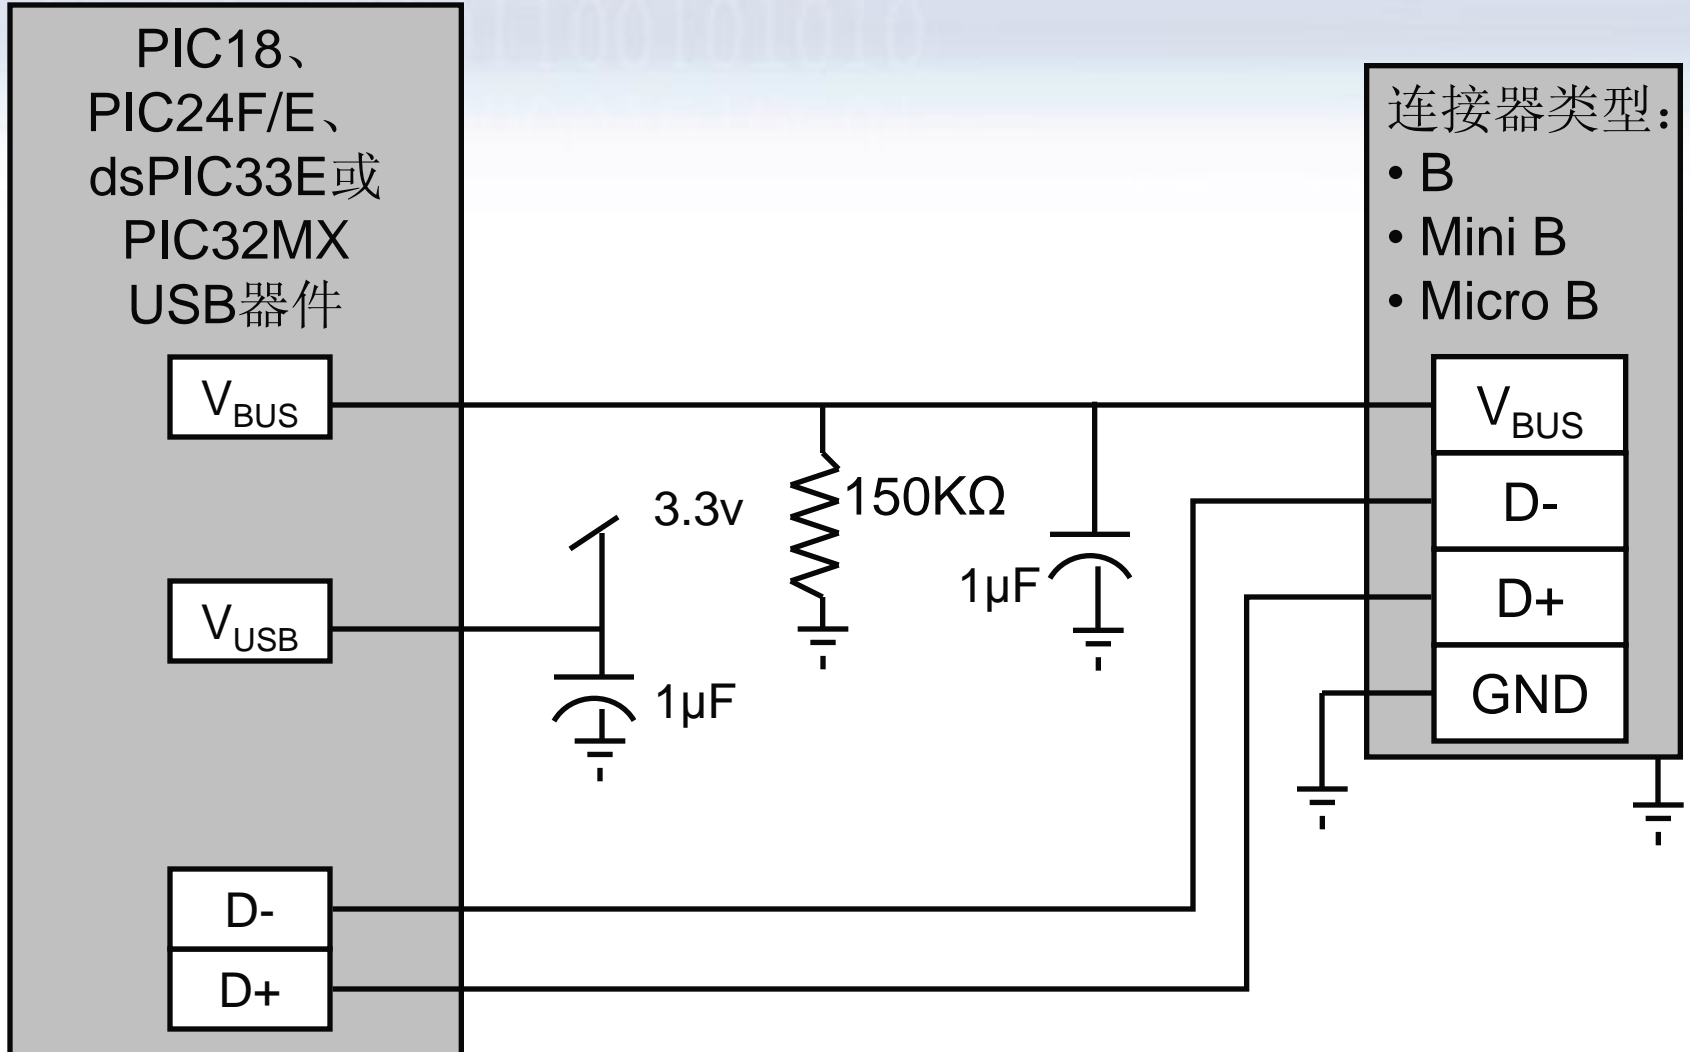 PIC18、
PIC24F/E、
dsPIC33E或
PIC32MX
USB器件
连接器类型：
• B
• Mini B
• Micro B
VBUS
VBUS
D-
3.3v
150KΩ
1µF
D+
VUSB
1µF
GND
D-
D+